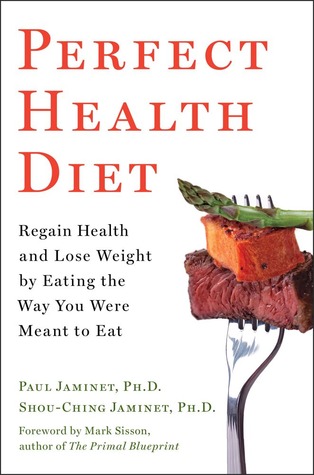 PERFECT
HEALTH
DIET
Regain Health
and Lose Weight
by Eating the
Way You Were
Meant to Eat
PAUL JAMINET, PH.D.
SHOU-CHING JAMINET, PH.D.
Foreword by Mark Sisson,
author of The Primal Blueprint